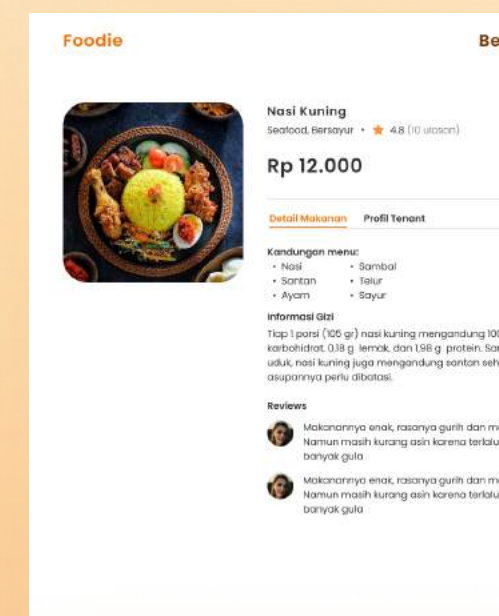 Foodie
Be
Nasi Kuning
Seafood, Bersayur • 4.8 (10 ulasan)
Rp 12.000
Detail Makanan Profil Tenant
Kandungan menu:
• Nasi • Sambal
• Santan • Telur
• Ayam • Sayur
Informasi Gizi
Tiap 1 porsi (105 gr) nasi kuning mengandung 100
karbohidrat, 0,18 g lemak, dan 1,98 g protein. Sa
uduk, nasi kuning juga mengandung santan seh
asupannya perlu dibatasi.
Reviews
Makanannya enak, rasanya gurih dan m
Namun masih kurang asin karena terlalu
banyak gula
Makanannya enak, rasanya gurih dan m
Namun masih kurang asin karena terlalu
banyak gula